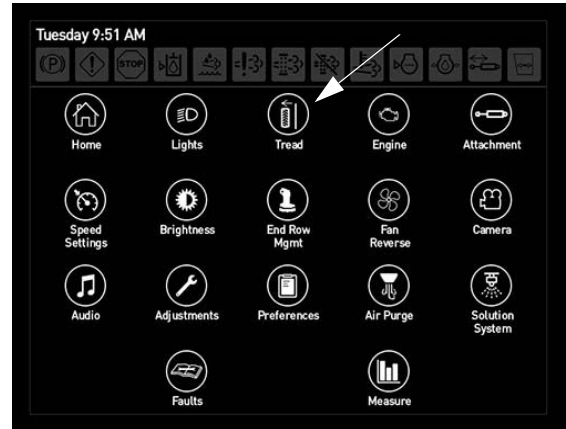 Tuesday 9:51 AM
(P) STOP
Home Lights Tread Engine Attachment
Speed Settings Brightness End Row Mgmt Fan Reverse Camera
Audio Adjustments Preferences Air Purge Solution System
Faults Measure